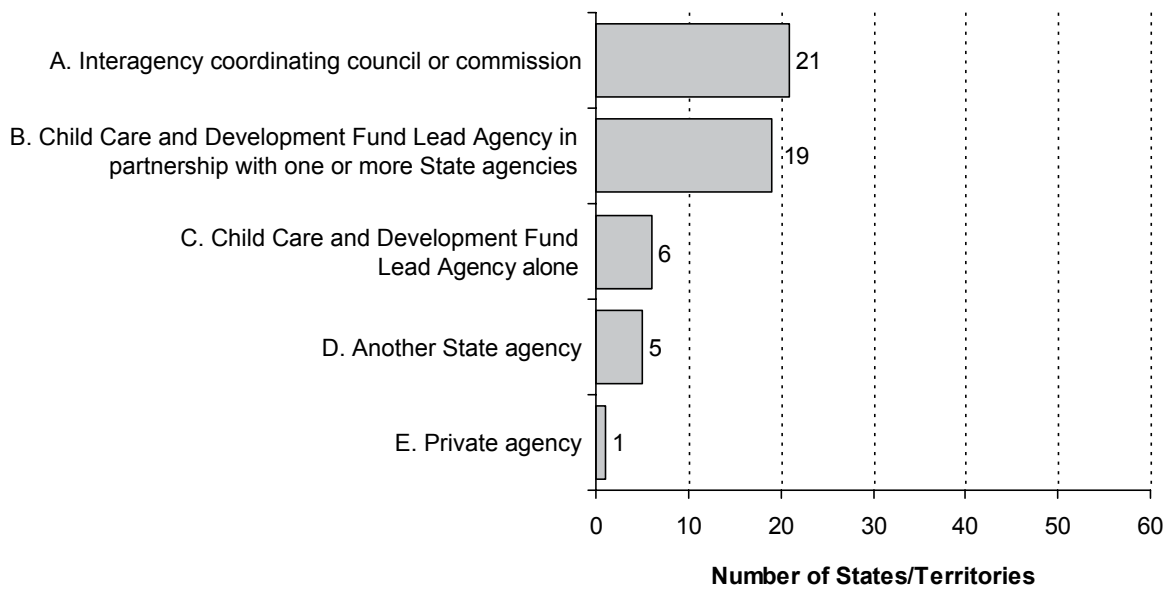 A. Interagency coordinating council or commission
21
B. Child Care and Development Fund Lead Agency in
partnership with one or more State agencies
19
C. Child Care and Development Fund
Lead Agency alone
6
D. Another State agency
5
E. Private agency
1
0 10 20 30 40 50 60
Number of States/Territories